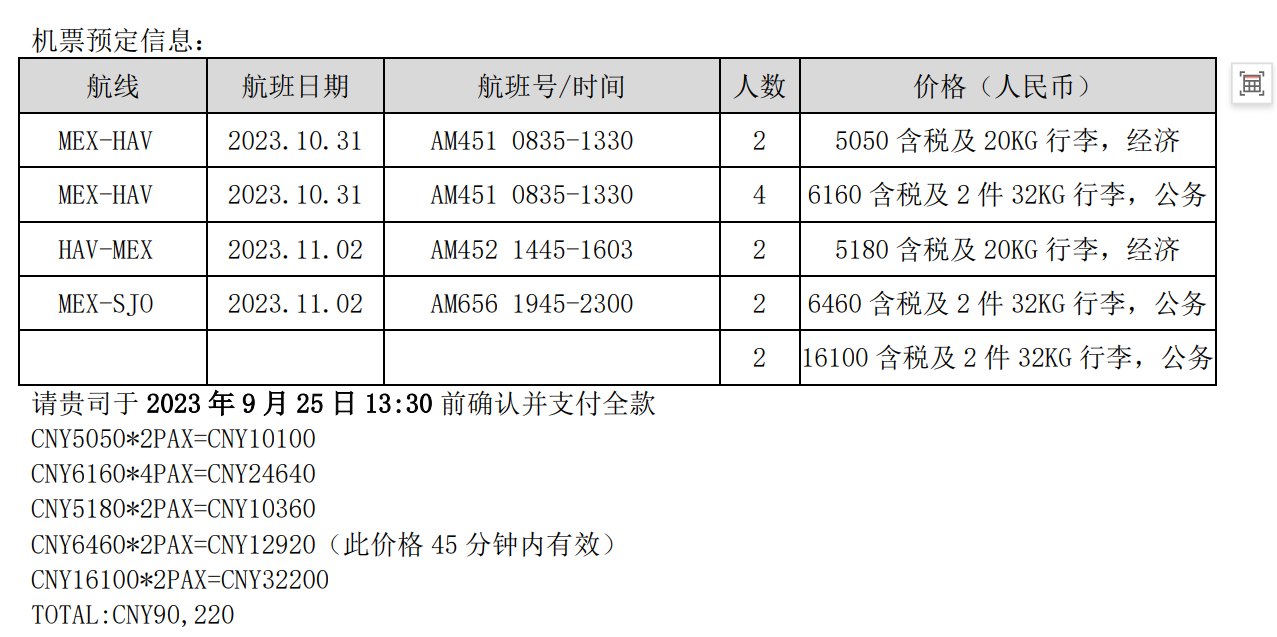 机票预定信息：
航线 航班日期 航班号/时间 人数 价格（人民币）
MEX-HAV 2023.10.31 AM451 0835-1330 2 5050 含税及 20KG 行李，经济
MEX-HAV 2023.10.31 AM451 0835-1330 4 6160 含税及 2 件 32KG 行李，公务
HAV-MEX 2023.11.02 AM452 1445-1603 2 5180 含税及 20KG 行李，经济
MEX-SJO 2023.11.02 AM656 1945-2300 2 6460 含税及 2 件 32KG 行李，公务
2 16100 含税及 2 件 32KG 行李，公务
请贵司于 2023 年 9 月 25 日 13:30 前确认并支付全款
CNY5050*2PAX=CNY10100
CNY6160*4PAX=CNY24640
CNY5180*2PAX=CNY10360
CNY6460*2PAX=CNY12920（此价格 45 分钟内有效）
CNY16100*2PAX=CNY32200
TOTAL:CNY90,220